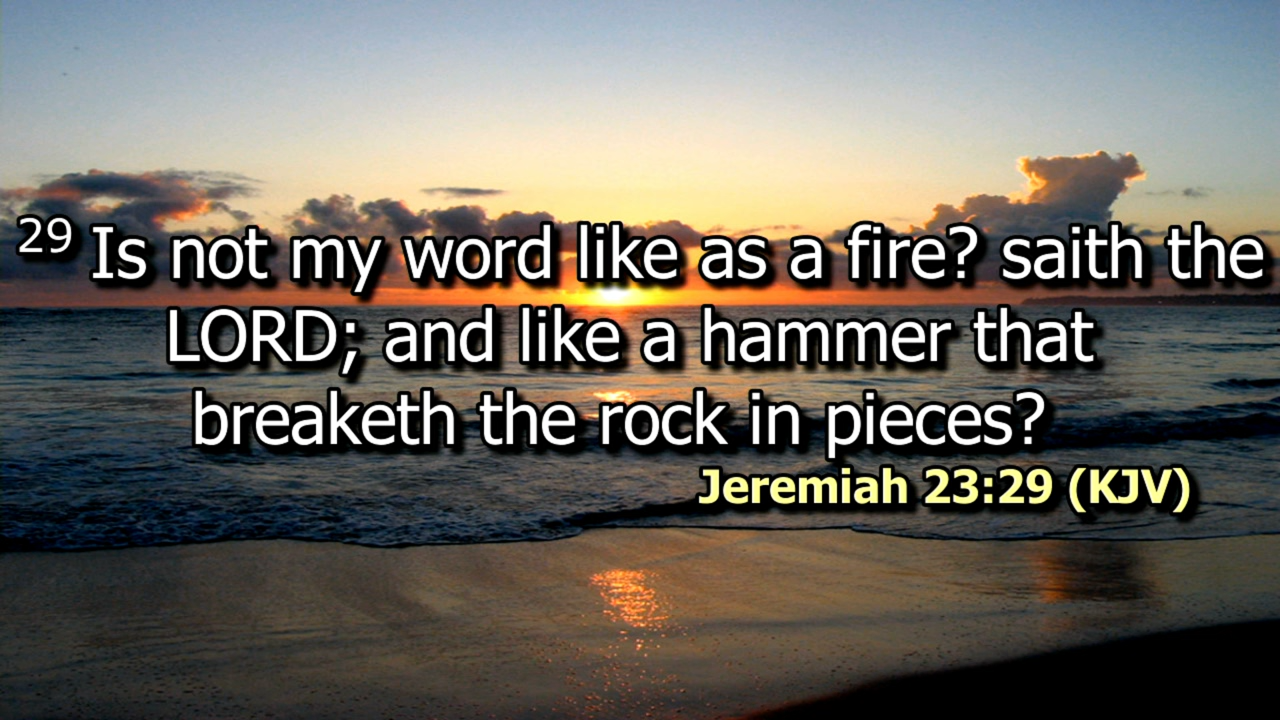 29 Is not my word like as a fire? saith the
LORD; and like a hammer that
breaketh the rock in pieces?
Jeremiah 23:29 (KJV)